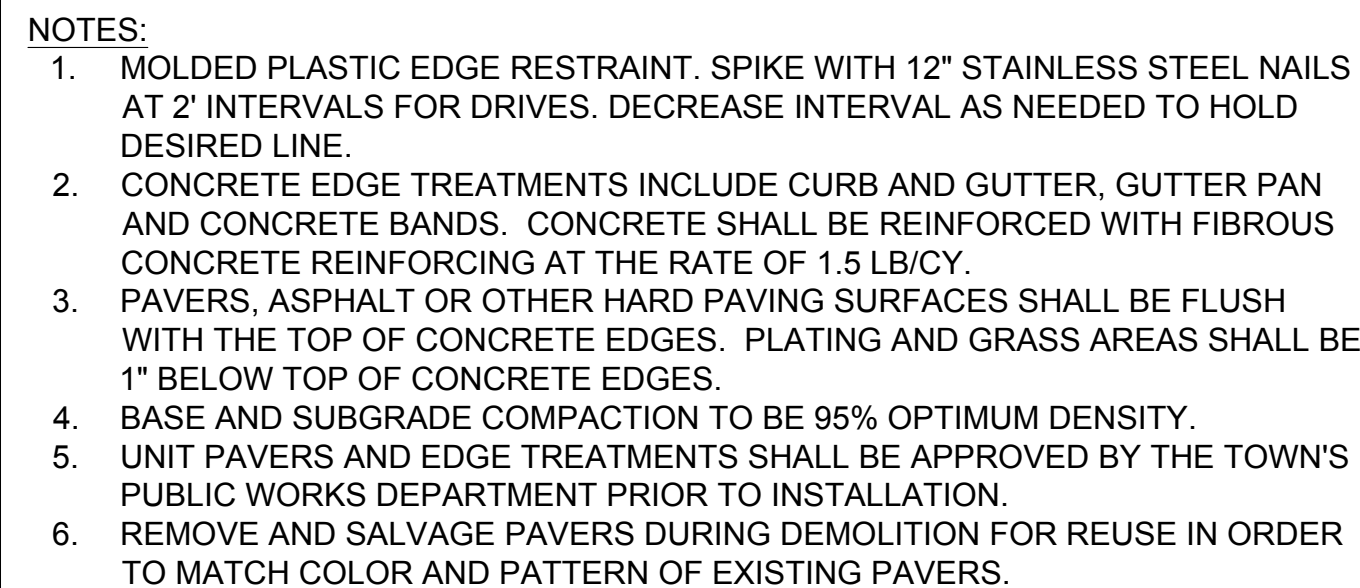 NOTES:
1. MOLDED PLASTIC EDGE RESTRAINT. SPIKE WITH 12" STAINLESS STEEL NAILS
AT 2' INTERVALS FOR DRIVES. DECREASE INTERVAL AS NEEDED TO HOLD
DESIRED LINE.
2. CONCRETE EDGE TREATMENTS INCLUDE CURB AND GUTTER, GUTTER PAN
AND CONCRETE BANDS. CONCRETE SHALL BE REINFORCED WITH FIBROUS
CONCRETE REINFORCING AT THE RATE OF 1.5 LB/CY.
3. PAVERS, ASPHALT OR OTHER HARD PAVING SURFACES SHALL BE FLUSH
WITH THE TOP OF CONCRETE EDGES. PLATING AND GRASS AREAS SHALL BE
1" BELOW TOP OF CONCRETE EDGES.
4. BASE AND SUBGRADE COMPACTION TO BE 95% OPTIMUM DENSITY.
5. UNIT PAVERS AND EDGE TREATMENTS SHALL BE APPROVED BY THE TOWN'S
PUBLIC WORKS DEPARTMENT PRIOR TO INSTALLATION.
6. REMOVE AND SALVAGE PAVERS DURING DEMOLITION FOR REUSE IN ORDER
TO MATCH COLOR AND PATTERN OF EXISTING PAVERS.